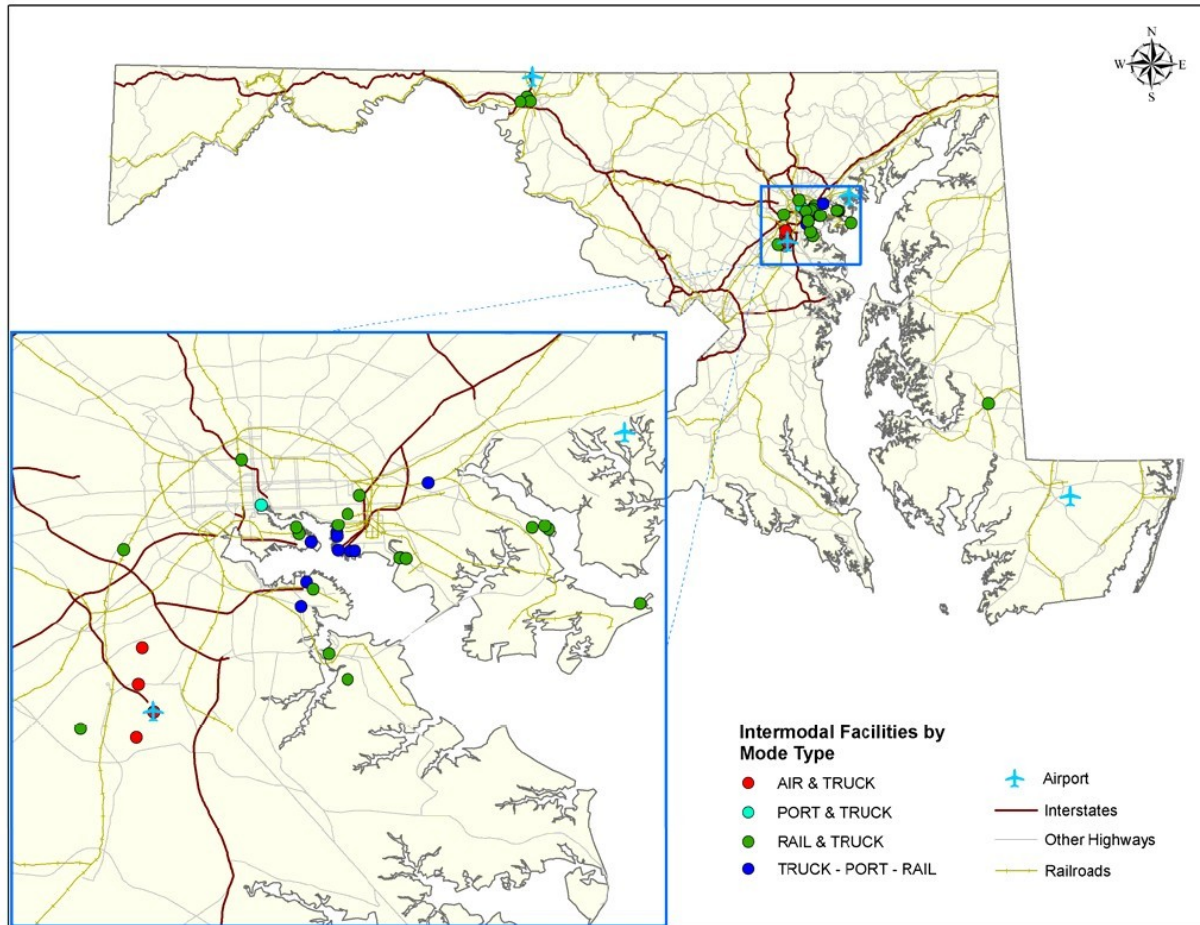 N
W E
S
Intermodal Facilities by
Mode Type
AIR & TRUCK
PORT & TRUCK
RAIL & TRUCK
TRUCK - PORT - RAIL
Airport
Interstates
Other Highways
Railroads